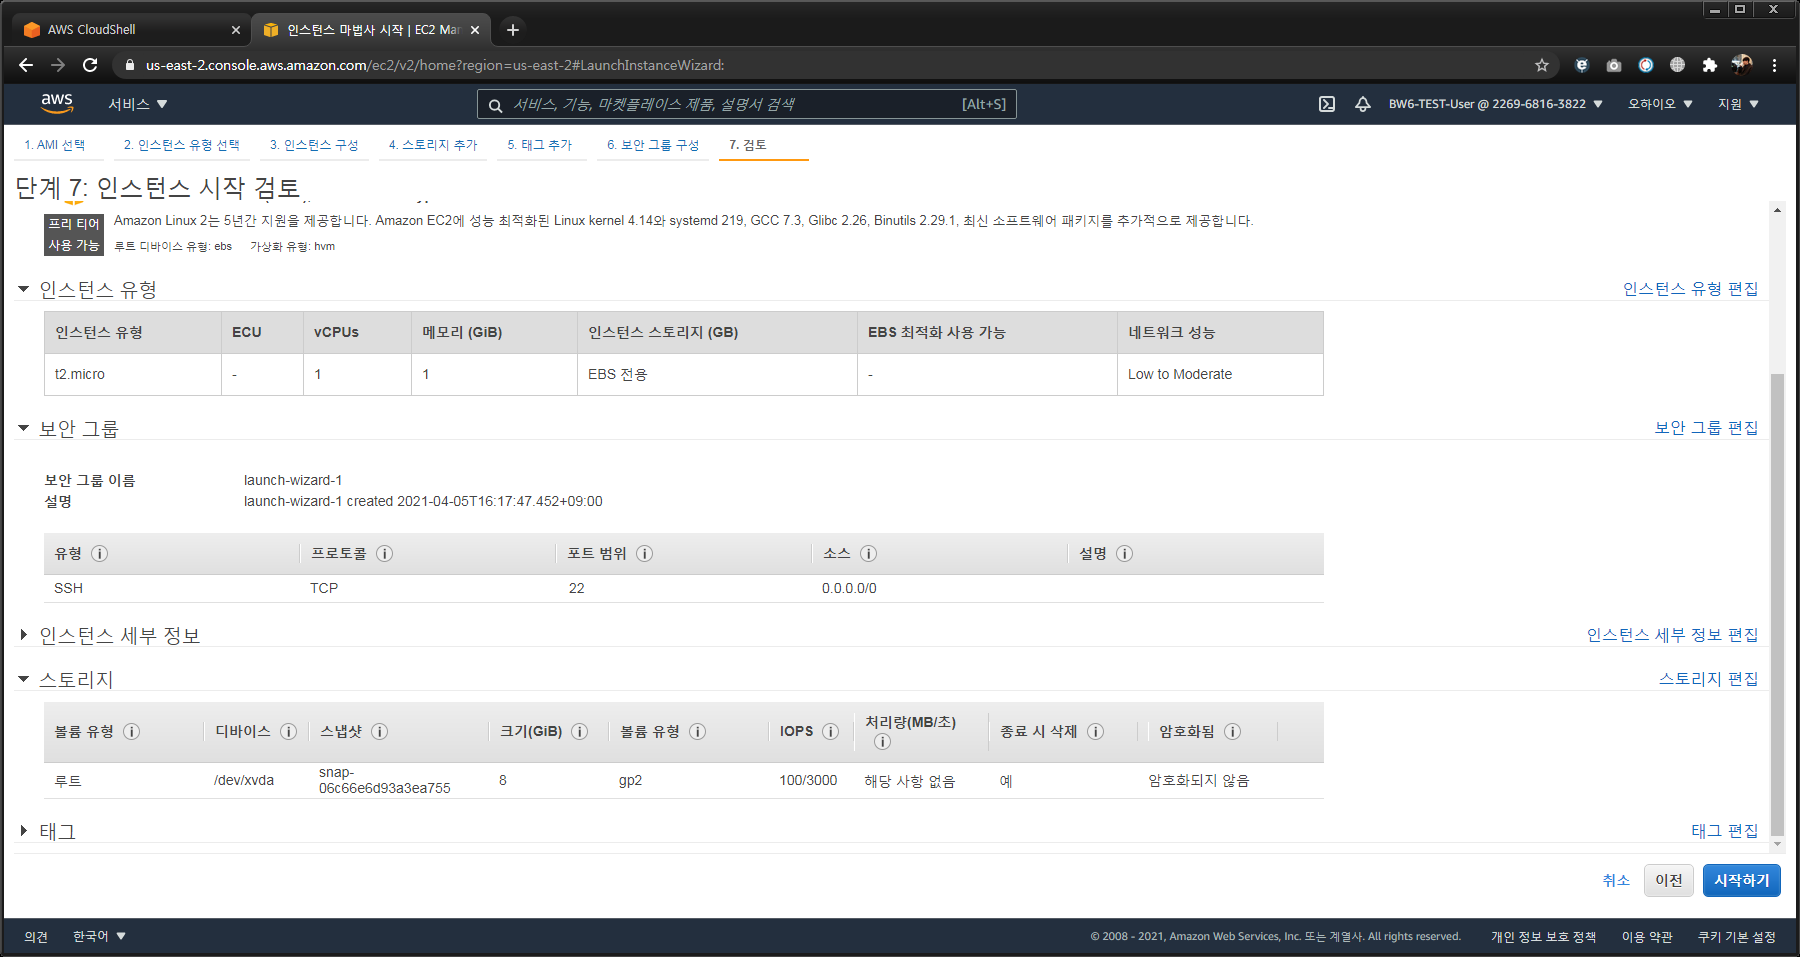 AWS CloudShell
인스턴스 마법사 시작 | EC2 Mar
us-east-2.console.aws.amazon.com/ec2/v2/home?region=us-east-2#LaunchInstanceWizard:
aws
서비스
서비스, 기능, 마켓플레이스 제품, 설명서 검색
[Alt+S]
BW6-TEST-User @ 2269-6816-3822
오하이오
지원
1. AMI 선택
2. 인스턴스 유형 선택
3. 인스턴스 구성
4. 스토리지 추가
5. 태그 추가
6. 보안 그룹 구성
7. 검토
단계 7: 인스턴스 시작 검토
프리 티어
사용 가능
Amazon Linux 2는 5년간 지원을 제공합니다. Amazon EC2에 성능 최적화된 Linux kernel 4.14와 systemd 219, GCC 7.3, Glibc 2.26, Binutils 2.29.1, 최신 소프트웨어 패키지를 추가적으로 제공합니다.
루트 디바이스 유형: ebs 가상화 유형: hvm
인스턴스 유형
인스턴스 유형 편집
인스턴스 유형 ECU vCPUs 메모리 (GiB) 인스턴스 스토리지 (GB) EBS 최적화 사용 가능 네트워크 성능
t2.micro - 1 1 EBS 전용 - Low to Moderate
보안 그룹
보안 그룹 편집
보안 그룹 이름 launch-wizard-1
설명 launch-wizard-1 created 2021-04-05T16:17:47.452+09:00
유형 프로토콜 포트 범위 소스 설명
SSH TCP 22 0.0.0.0/0
인스턴스 세부 정보
인스턴스 세부 정보 편집
스토리지
스토리지 편집
볼륨 유형 디바이스 스냅샷 크기(GiB) 볼륨 유형 IOPS 처리량(MB/초) 종료 시 삭제 암호화됨
루트 /dev/xvda snap-06c66e6d93a3ea755 8 gp2 100/3000 해당 사항 없음 예 암호화되지 않음
태그
태그 편집
취소
이전
시작하기
의견
한국어
© 2008 - 2021, Amazon Web Services, Inc. 또는 계열사. All rights reserved.
개인 정보 보호 정책
이용 약관
쿠키 기본 설정